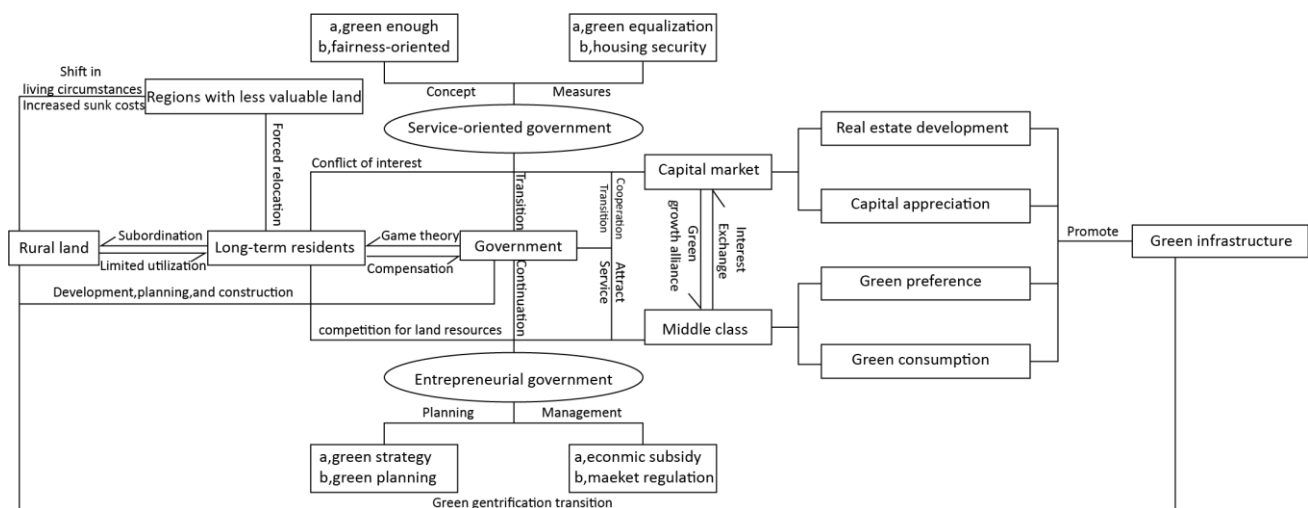 a,green enough
b,fairness-oriented
a,green equalization
b,housing security
Shift in
living circumstances
Increased sunk costs
Regions with less valuable land
Concept
Measures
Service-oriented government
Real estate development
Forced relocation
Conflict of interest
Capital market
Transition
Cooperation
Transition
Capital appreciation
Rural land
Subordination
Limited utilization
Long-term residents
Game theory
Compensation
Government
Green
growth alliance
Interest
Exchange
Promote
Green infrastructure
Development,planning,and construction
Continuation
Attract
Service
Green preference
competition for land resources
Middle class
Green consumption
Entrepreneurial government
Planning
Management
a,green strategy
b,green planning
a,econmic subsidy
b,maeket regulation
Green gentrification transition